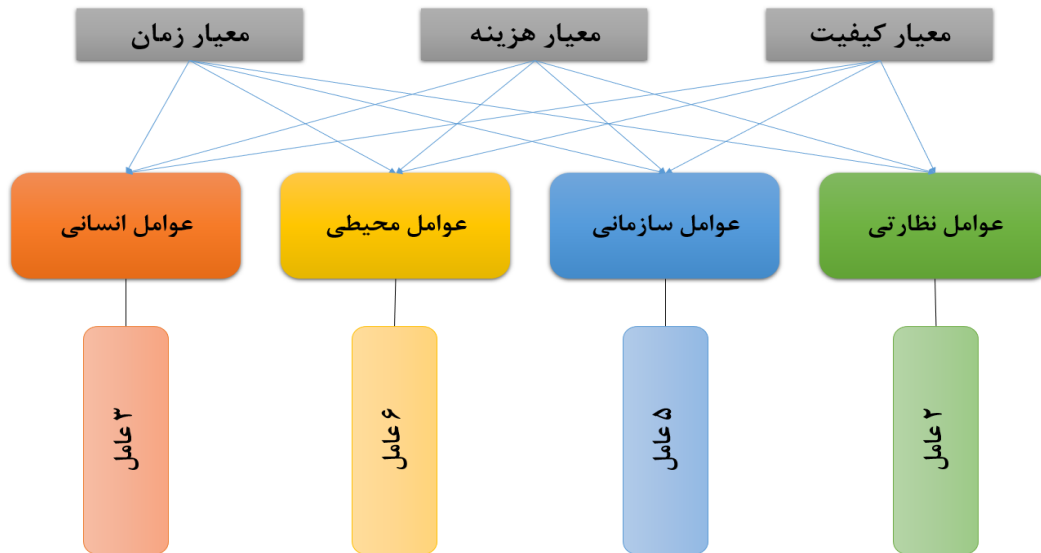 معیار کیفیت
معیار هزینه
معیار زمان
عوامل نظارتی
عوامل سازمانی
عوامل محیطی
عوامل انسانی
۲ عامل
۵ عامل
۶ عامل
۳ عامل